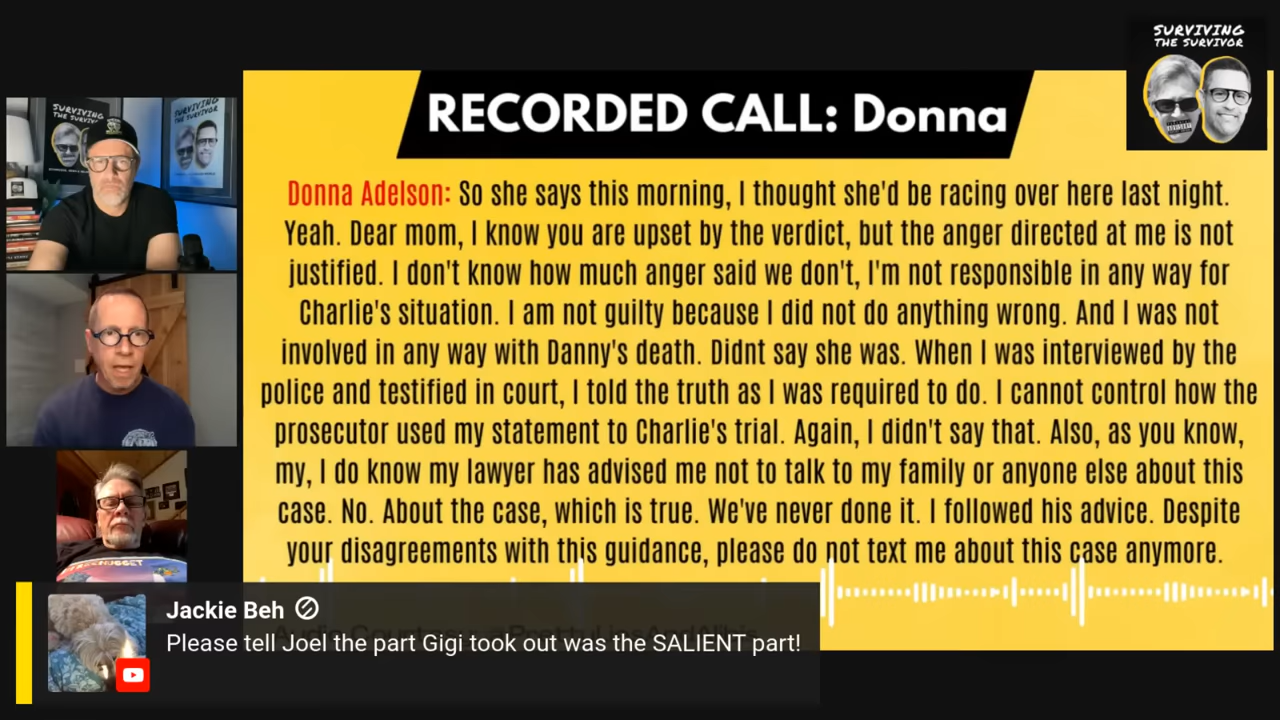 SURVIVING
THE SURVIVOR
RECORDED CALL: Donna
Donna Adelson: So she says this morning, I thought she'd be racing over here last night.
Yeah. Dear mom, I know you are upset by the verdict, but the anger directed at me is not
justified. I don't know how much anger said we don't, I'm not responsible in any way for
Charlie's situation. I am not guilty because I did not do anything wrong. And I was not
involved in any way with Danny's death. Didnt say she was. When I was interviewed by the
police and testified in court, I told the truth as I was required to do. I cannot control how the
prosecutor used my statement to Charlie's trial. Again, I didn't say that. Also, as you know,
my, I do know my lawyer has advised me not to talk to my family or anyone else about this
case. No. About the case, which is true. We've never done it. I followed his advice. Despite
your disagreements with this guidance, please do not text me about this case anymore.
Jackie Beh
Please tell Joel the part Gigi took out was the SALIENT part!
SURVIVING
THE SURVIVOR
SURVIVING
THE SURVIVOR